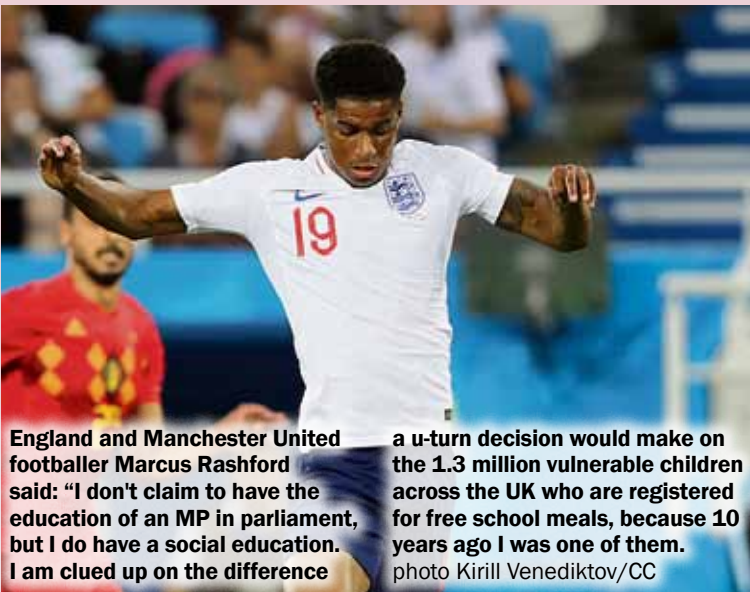 19
England and Manchester United
footballer Marcus Rashford
said: “I don't claim to have the
education of an MP in parliament,
but I do have a social education.
I am clued up on the difference
a u-turn decision would make on
the 1.3 million vulnerable children
across the UK who are registered
for free school meals, because 10
years ago I was one of them.
photo Kirill Venediktov/CC